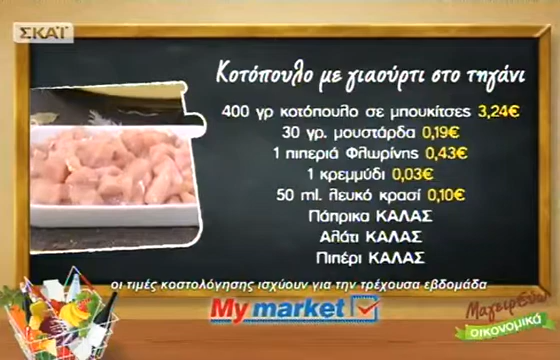 ΣΚΑΪ
Κοτόπουλο με γιαούρτι στο τηγάνι
400 γρ κοτόπουλο σε μπουκίτσες 3,24€
30 γρ. μουστάρδα 0,19€
1 πιπεριά Φλωρίνης 0,43€
1 κρεμμύδι 0,03€
50 ml. λευκό κρασί 0,10€
Πάπρικα ΚΑΛΑΣ
Αλάτι ΚΑΛΑΣ
Πιπέρι ΚΑΛΑΣ
οι τιμές κοστολόγησης ισχύουν για την τρέχουσα εβδομάδα
My market
Μαγειρεύω
οικονομικά